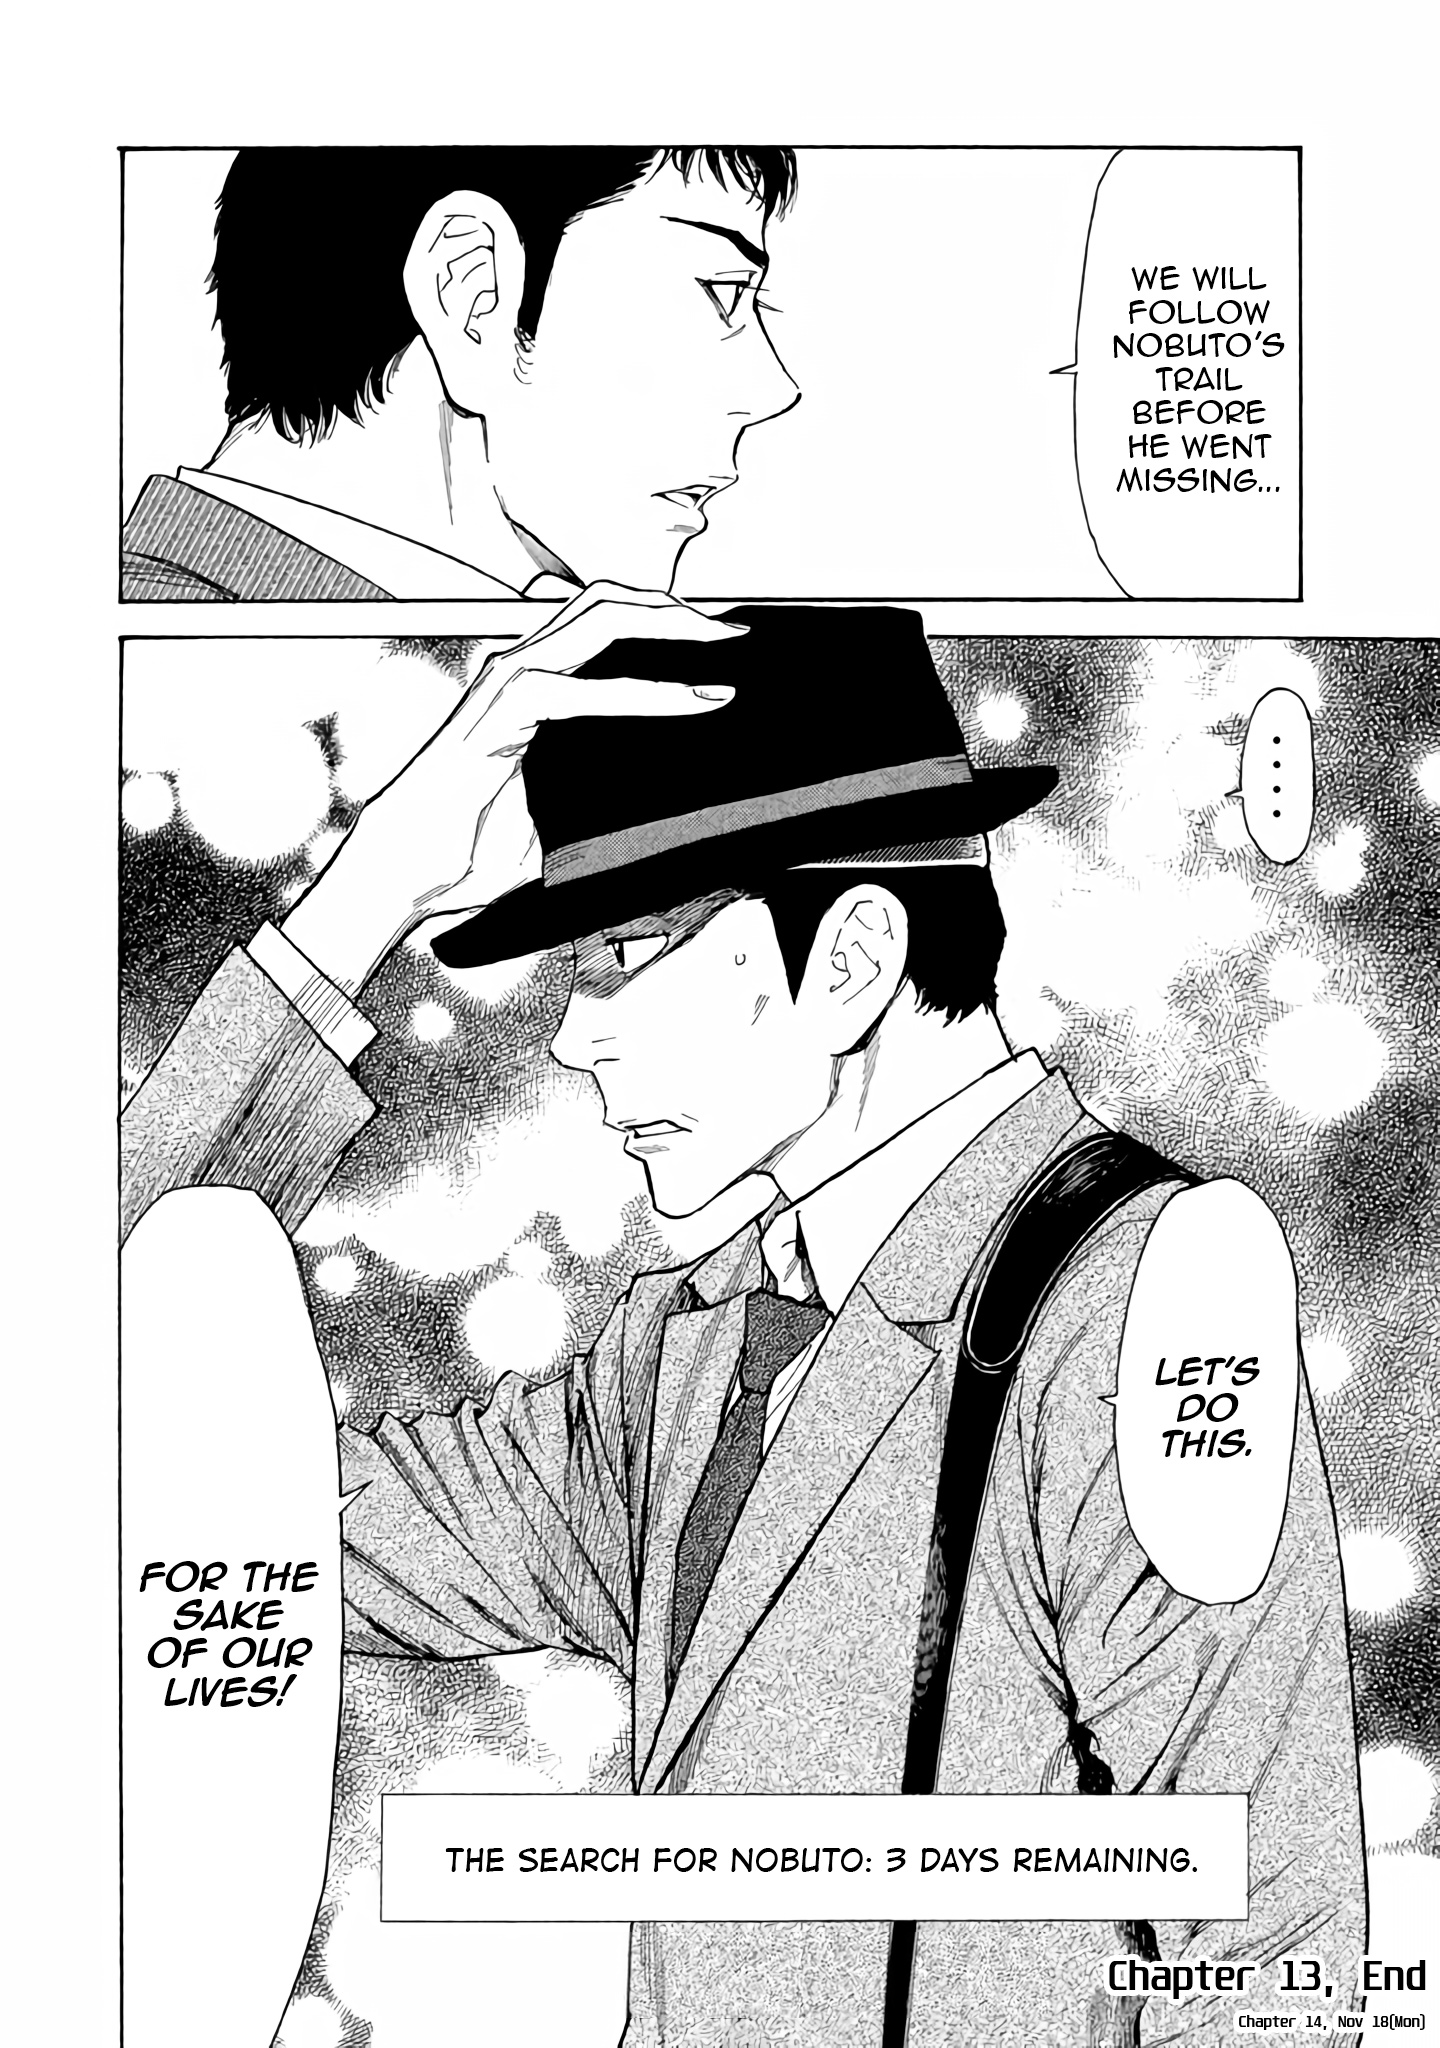 WE WILL
FOLLOW
NOBUTO'S
TRAIL
BEFORE
HE WENT
MISSING...
....
LET'S
DO
THIS.
FOR THE
SAKE
OF OUR
LIVES!
THE SEARCH FOR NOBUTO: 3 DAYS REMAINING.
Chapter 13, End
Chapter 14, Nov 18(Mon)